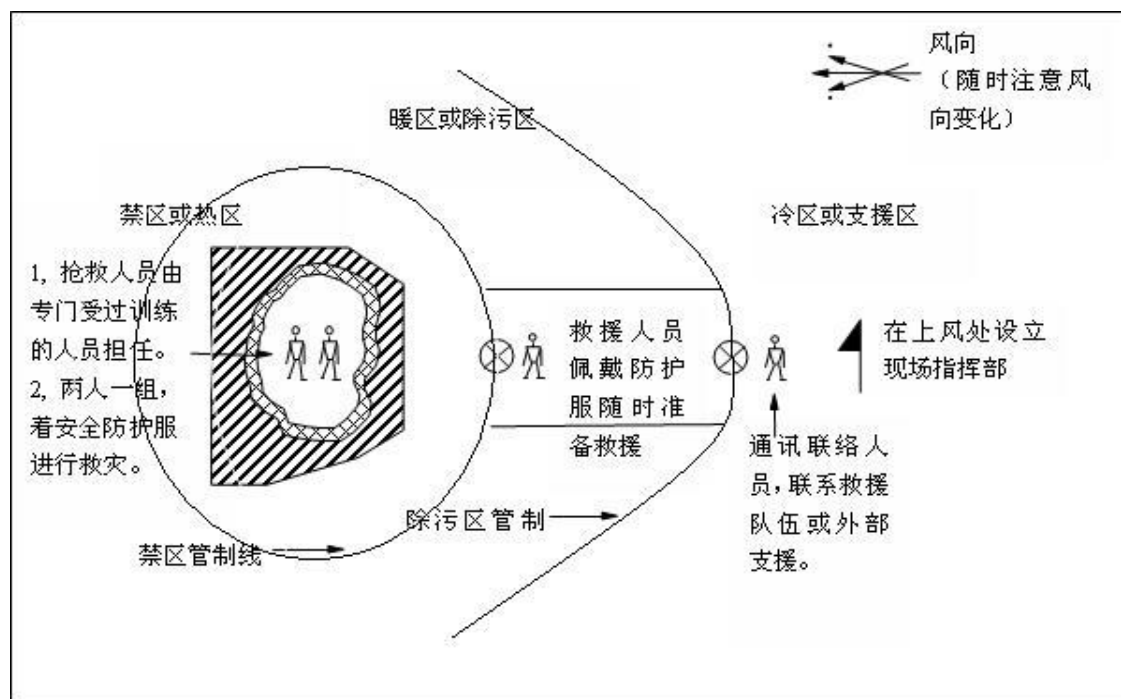 风向
（随时注意风
向变化）
暖区或除污区
禁区或热区
冷区或支援区
1, 抢救人员由
专门受过训练
的人员担任。
2, 两人一组，
着安全防护服
进行救灾。
救援人员
佩戴防护
服随时准
备救援
在上风处设立
现场指挥部
通讯联络人
员，联系救援
队伍或外部
支援。
除污区管制
禁区管制线